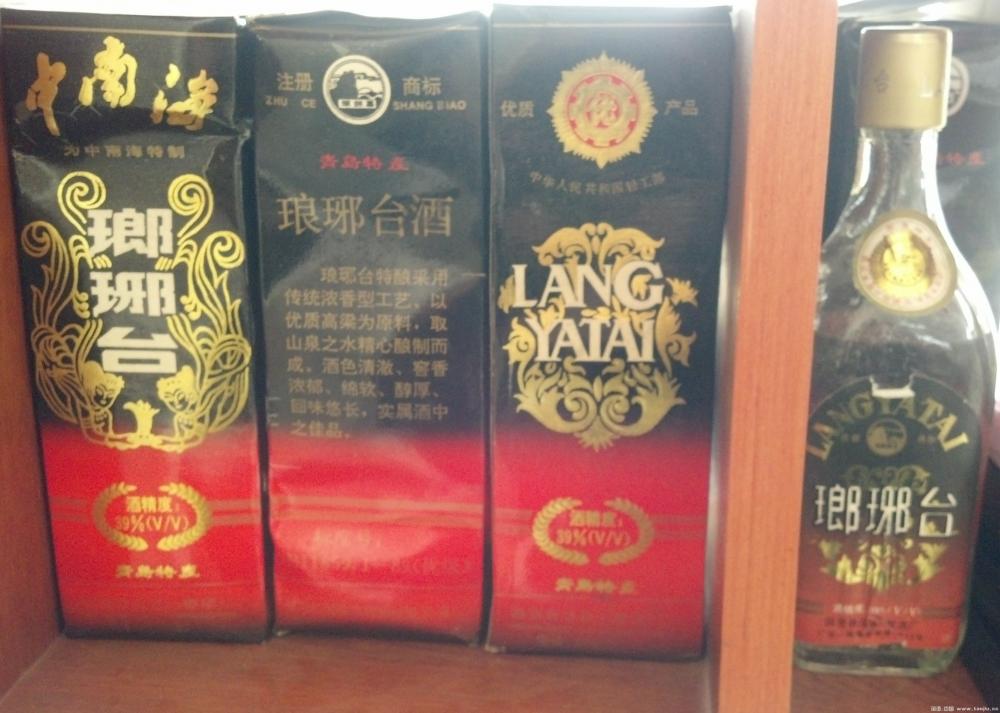 中南海
为中南海特制
瑯琊台
酒精度:
39%(V/V)
青岛特产
注册 商标
ZHU CE SHANG BIAO
青岛特产
琅琊台酒
琅琊台特酿采用
传统浓香型工艺，以
优质高粱为原料，取
山泉之水精心酿制而
成。酒色清澈、窖香
浓郁、绵软、醇厚、
回味悠长，实属酒中
之佳品。
优质 产品
中华人民共和国轻工部
LANG
YATAI
酒精度:
39%(V/V)
青岛特产
LANGYATAI
瑯琊台